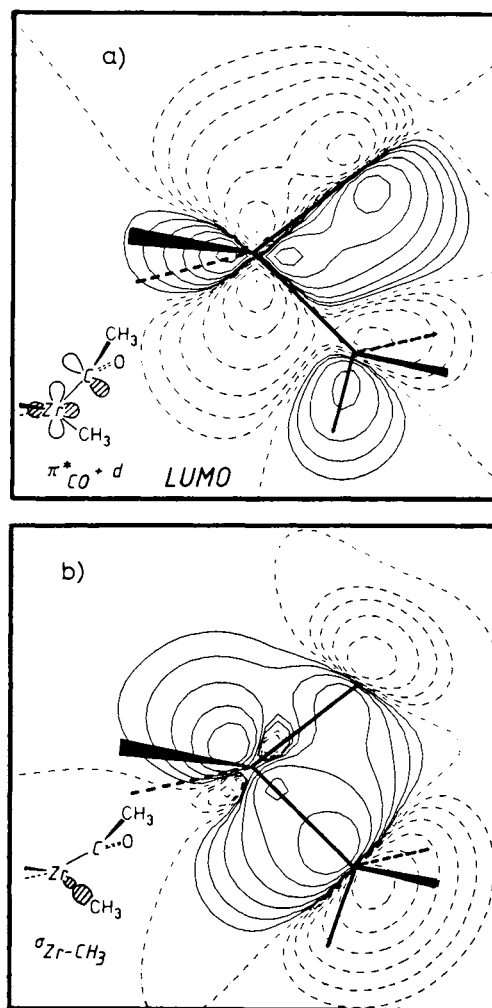 a)
CH₃
C
O
Zr
CH₃
π*CO + d
LUMO
b)
CH₃
C
O
Zr
CH₃
σZr-CH₃